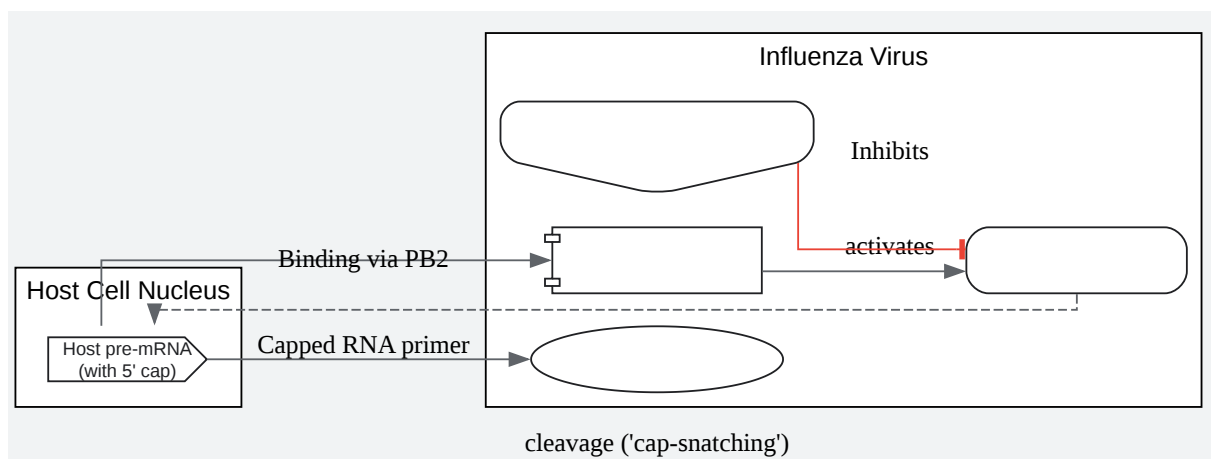 Influenza Virus
Inhibits
activates
Binding via PB2
Host Cell Nucleus
Capped RNA primer
Host pre-mRNA
(with 5' cap)
cleavage ('cap-snatching')